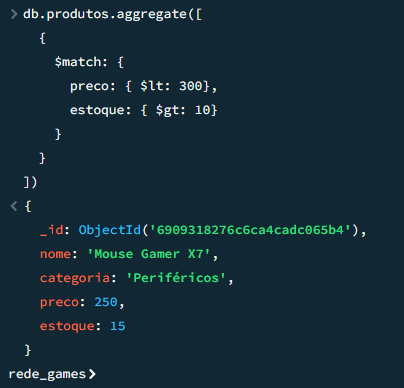 > db.produtos.aggregate([
  {
    $match: {
      preco: { $lt: 300},
      estoque: { $gt: 10}
    }
  }
])
< {
  _id: ObjectId('6909318276c6ca4cadc065b4'),
  nome: 'Mouse Gamer X7',
  categoria: 'Periféricos',
  preco: 250,
  estoque: 15
}
rede_games>